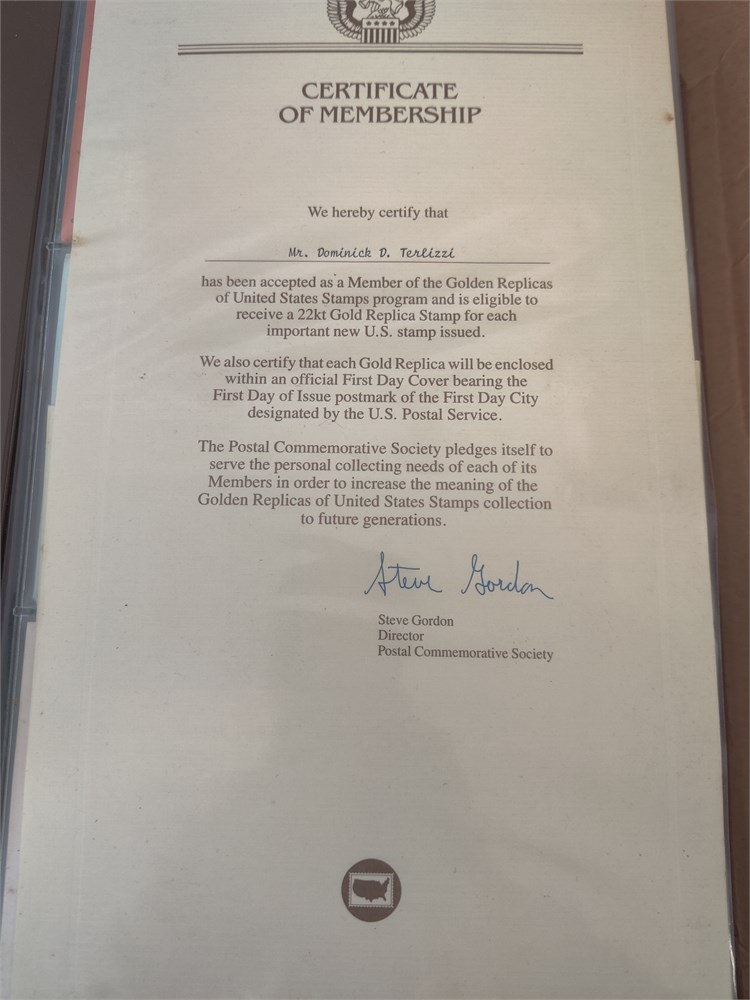 CERTIFICATE
OF MEMBERSHIP
We hereby certify that
Mr. Dominick D. Terlizzi
has been accepted as a Member of the Golden Replicas
of United States Stamps program and is eligible to
receive a 22kt Gold Replica Stamp for each
important new U.S. stamp issued.
We also certify that each Gold Replica will be enclosed
within an official First Day Cover bearing the
First Day of Issue postmark of the First Day City
designated by the U.S. Postal Service.
The Postal Commemorative Society pledges itself to
serve the personal collecting needs of each of its
Members in order to increase the meaning of the
Golden Replicas of United States Stamps collection
to future generations.
Steve Gordon
Steve Gordon
Director
Postal Commemorative Society